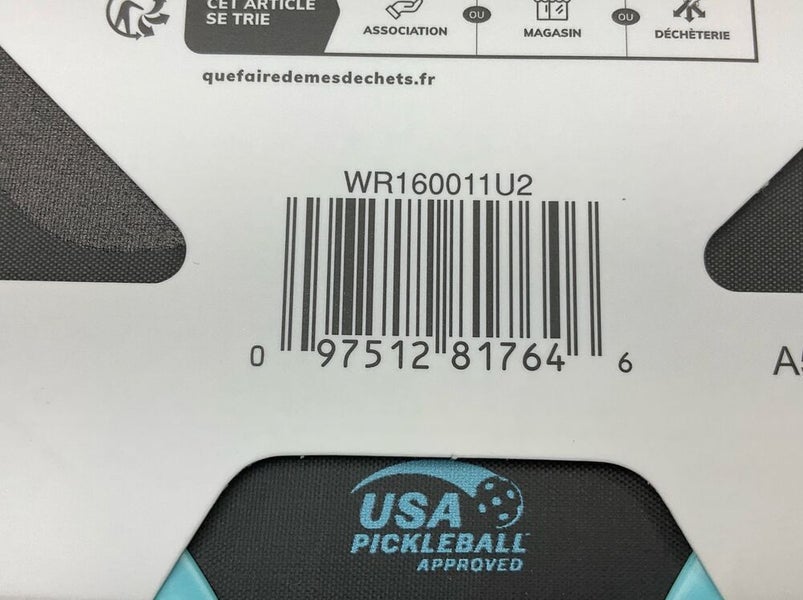 CET ARTICLE
SE TRIE
ASSOCIATION
OU
MAGASIN
OU
DÉCHÈTERIE
quefairedemesdechets.fr
WR160011U2
0 97512 81764 6
USA
PICKLEBALL
APPROVED